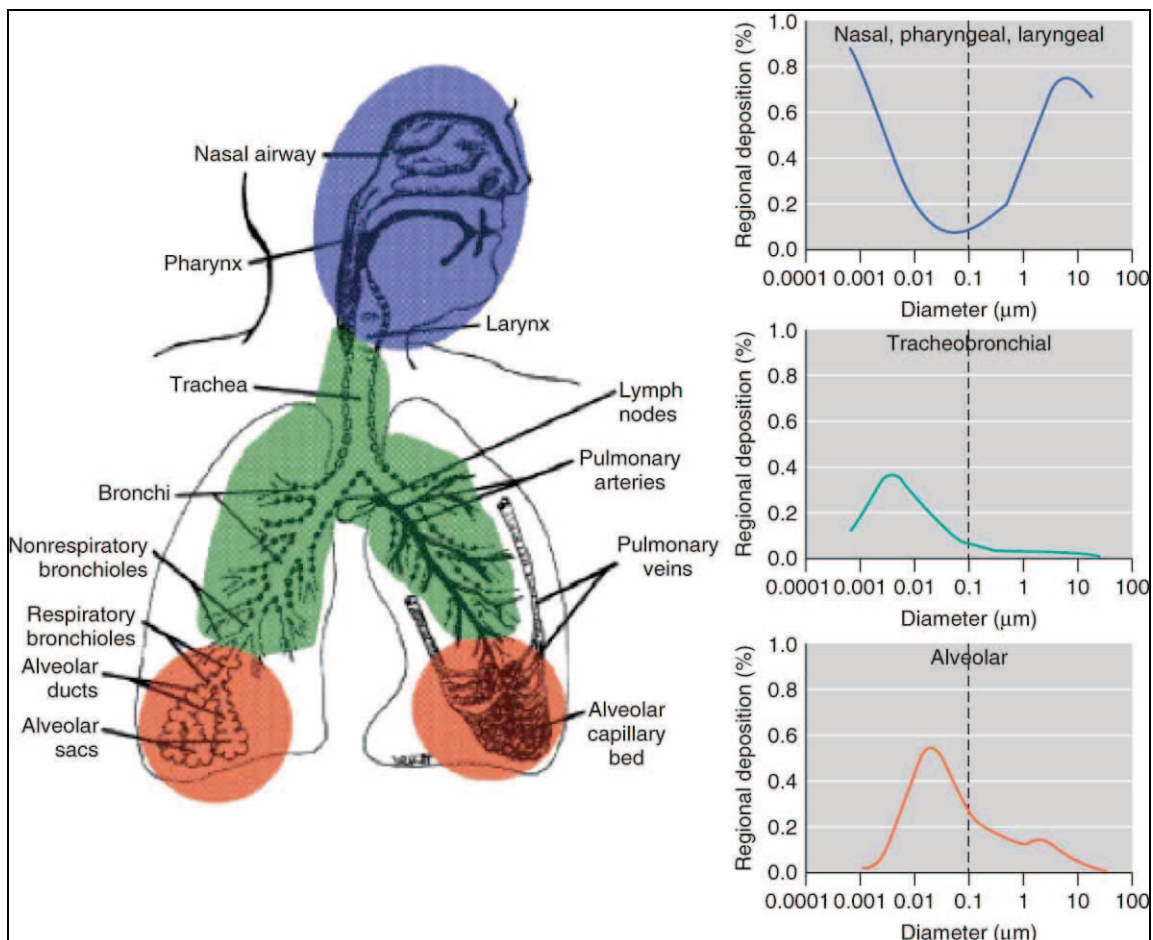 Nasal airway
Pharynx
Larynx
Trachea
Lymph
nodes
Bronchi
Pulmonary
arteries
Nonrespiratory
bronchioles
Pulmonary
veins
Respiratory
bronchioles
Alveolar
ducts
Alveolar
sacs
Alveolar
capillary
bed
Nasal, pharyngeal, laryngeal
Regional deposition (%)
1.0
0.8
0.6
0.4
0.2
0.0
0.0001 0.001 0.01 0.1 1 10 100
Diameter (μm)
Tracheobronchial
Regional deposition (%)
1.0
0.8
0.6
0.4
0.2
0.0
0.0001 0.001 0.01 0.1 1 10 100
Diameter (μm)
Alveolar
Regional deposition (%)
1.0
0.8
0.6
0.4
0.2
0.0
0.0001 0.001 0.01 0.1 1 10 100
Diameter (μm)